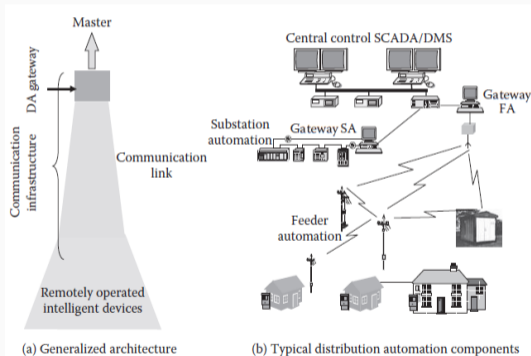 Master
DA gateway
Communication
infrastructure
Communication
link
Remotely operated
intelligent devices
(a) Generalized architecture
Central control SCADA/DMS
Gateway
FA
Substation
automation
Gateway SA
Feeder
automation
(b) Typical distribution automation components